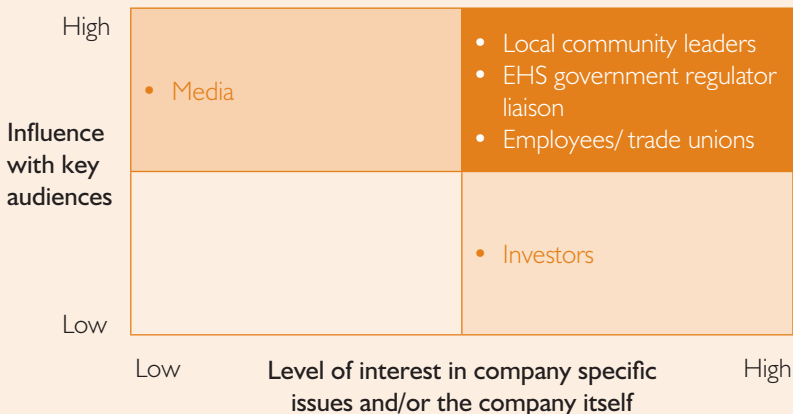 High
Influence
with key
audiences
Low
• Media
• Local community leaders
• EHS government regulator
liaison
• Employees/ trade unions
• Investors
Low
Level of interest in company specific
issues and/or the company itself
High